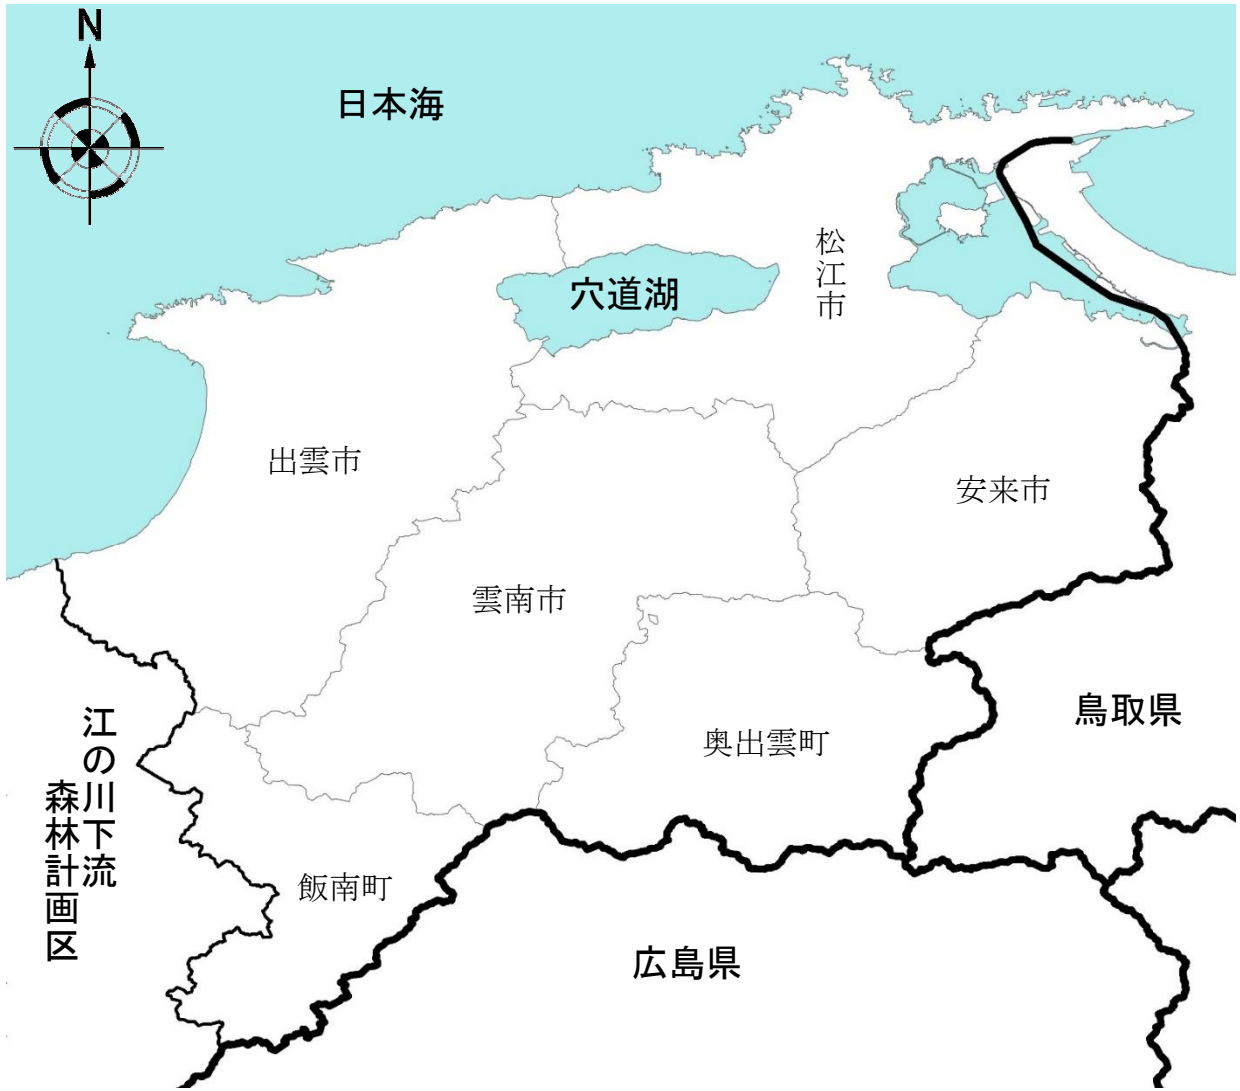 N
日本海
松江市
穴道湖
出雲市
安来市
雲南市
鳥取県
奥出雲町
江の川下流
森林計画区
飯南町
広島県